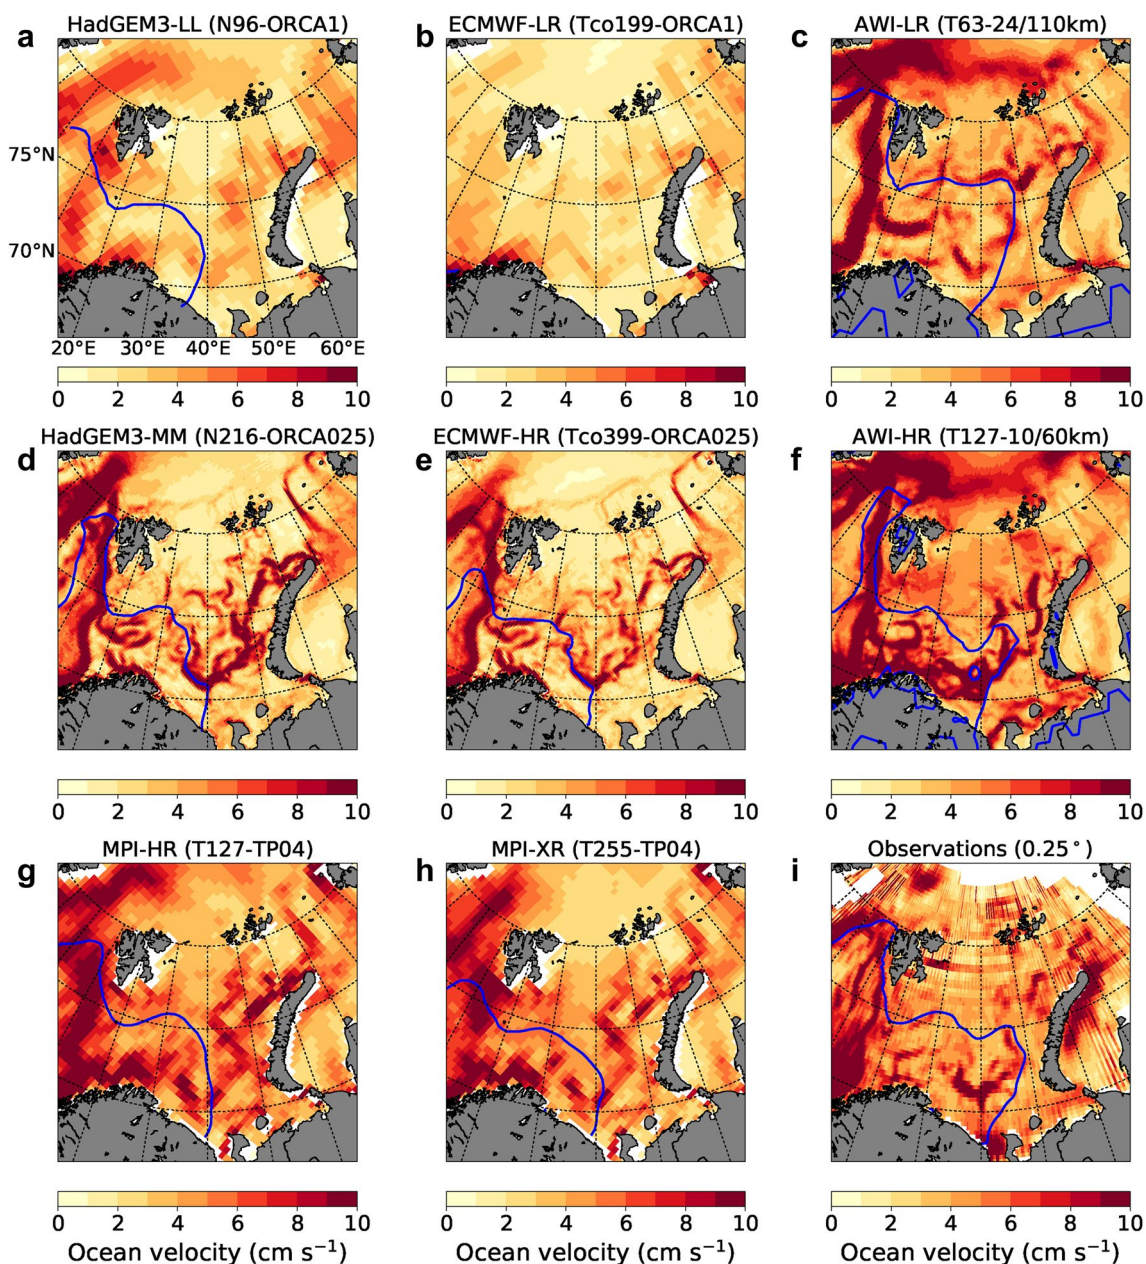 a HadGEM3-LL (N96-ORCA1)
b ECMWF-LR (Tco199-ORCA1)
c AWI-LR (T63-24/110km)
75°N
70°N
20°E 30°E 40°E 50°E 60°E
0 2 4 6 8 10
0 2 4 6 8 10
0 2 4 6 8 10
d HadGEM3-MM (N216-ORCA025)
e ECMWF-HR (Tco399-ORCA025)
f AWI-HR (T127-10/60km)
0 2 4 6 8 10
0 2 4 6 8 10
0 2 4 6 8 10
g MPI-HR (T127-TP04)
h MPI-XR (T255-TP04)
i Observations (0.25°)
0 2 4 6 8 10
Ocean velocity (cm s⁻¹)
0 2 4 6 8 10
Ocean velocity (cm s⁻¹)
0 2 4 6 8 10
Ocean velocity (cm s⁻¹)